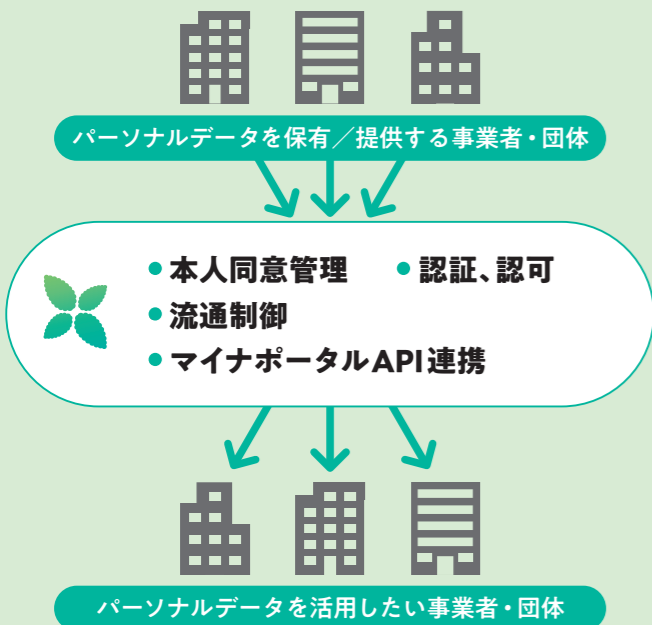 パーソナルデータを保有／提供する事業者・団体
• 本人同意管理 • 認証、認可
• 流通制御
• マイナポータルAPI連携
パーソナルデータを活用したい事業者・団体